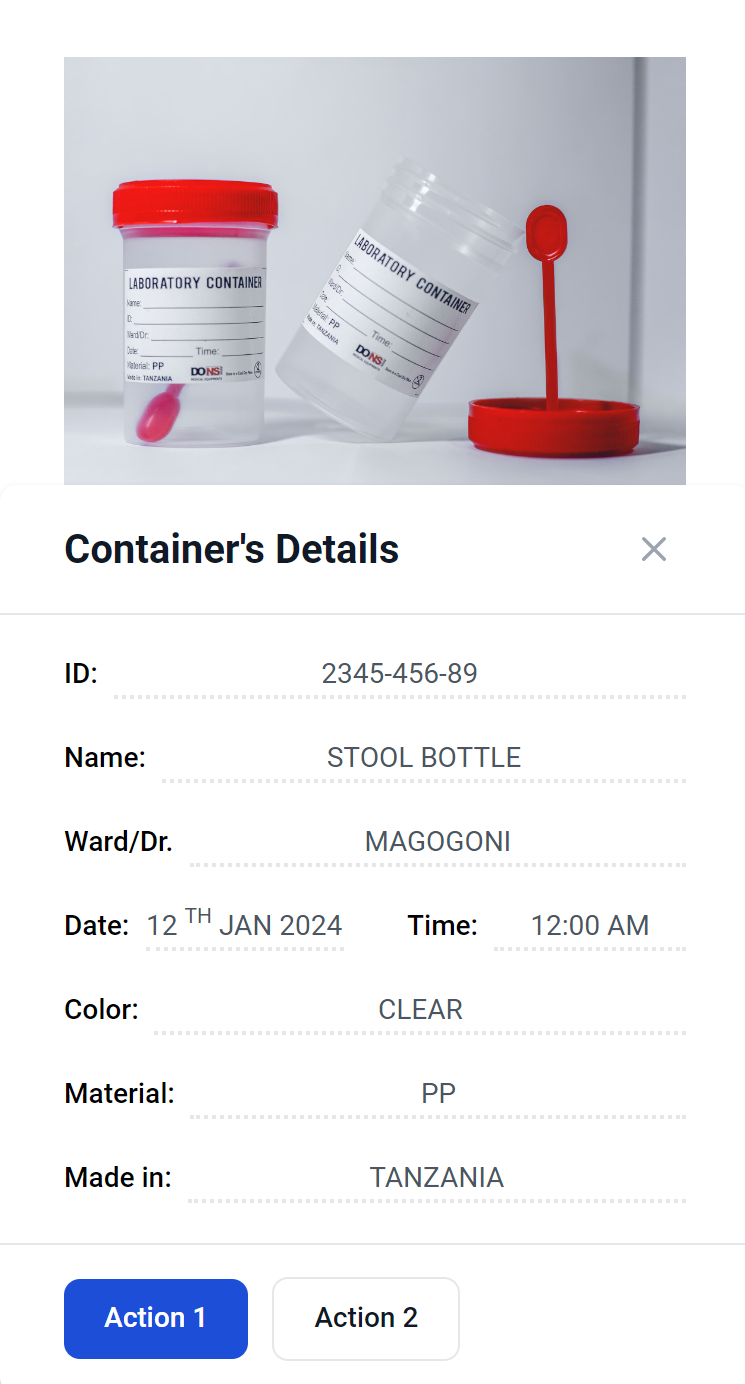 LABORATORY CONTAINER
Name:
ID:
Ward/Dr:
Date: Time:
Material: PP
Made in: TANZANIA
DONSI
LABORATORY CONTAINER
Name:
ID:
Ward/Dr:
Date: Time:
Material: PP
Made in: TANZANIA
DONSI
Container's Details
ID: 2345-456-89
Name: STOOL BOTTLE
Ward/Dr. MAGOGONI
Date: 12 TH JAN 2024 Time: 12:00 AM
Color: CLEAR
Material: PP
Made in: TANZANIA
Action 1 Action 2